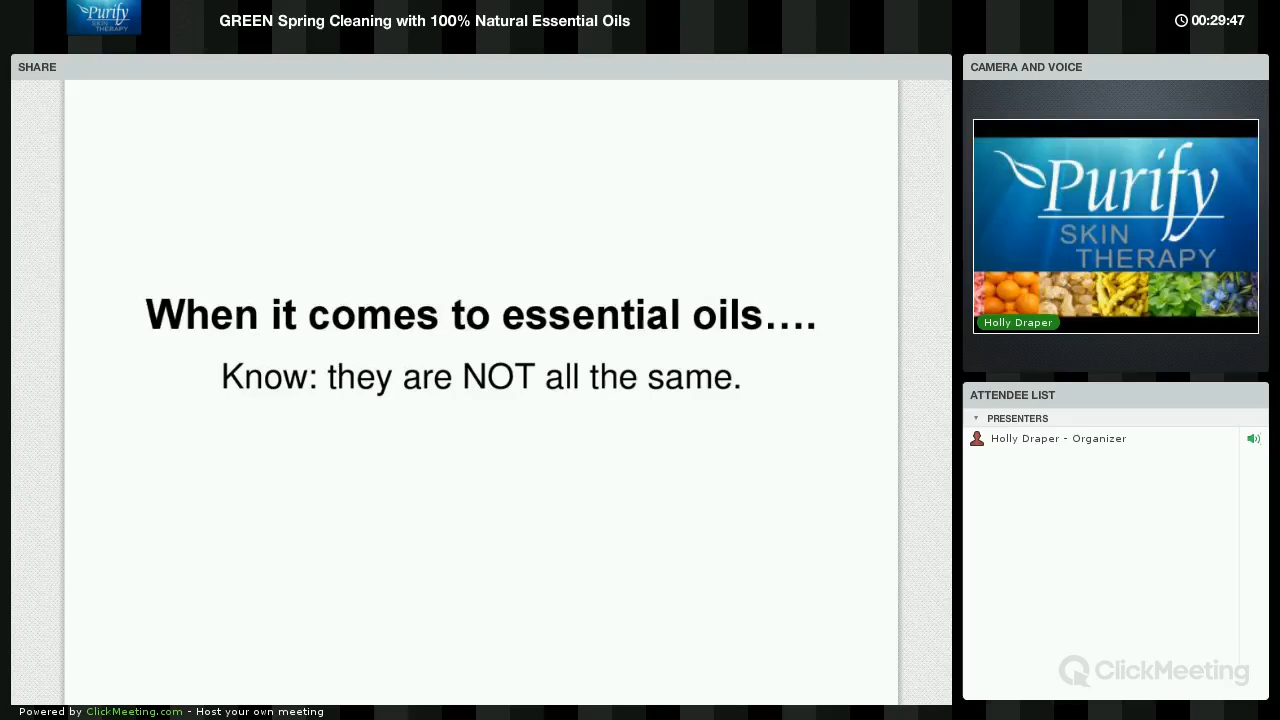 Purify
SKIN
THERAPY
GREEN Spring Cleaning with 100% Natural Essential Oils
00:29:47
SHARE
When it comes to essential oils….
Know: they are NOT all the same.
CAMERA AND VOICE
Purify
SKIN
THERAPY
Holly Draper
ATTENDEE LIST
PRESENTERS
Holly Draper - Organizer
ClickMeeting
Powered by ClickMeeting.com - Host your own meeting